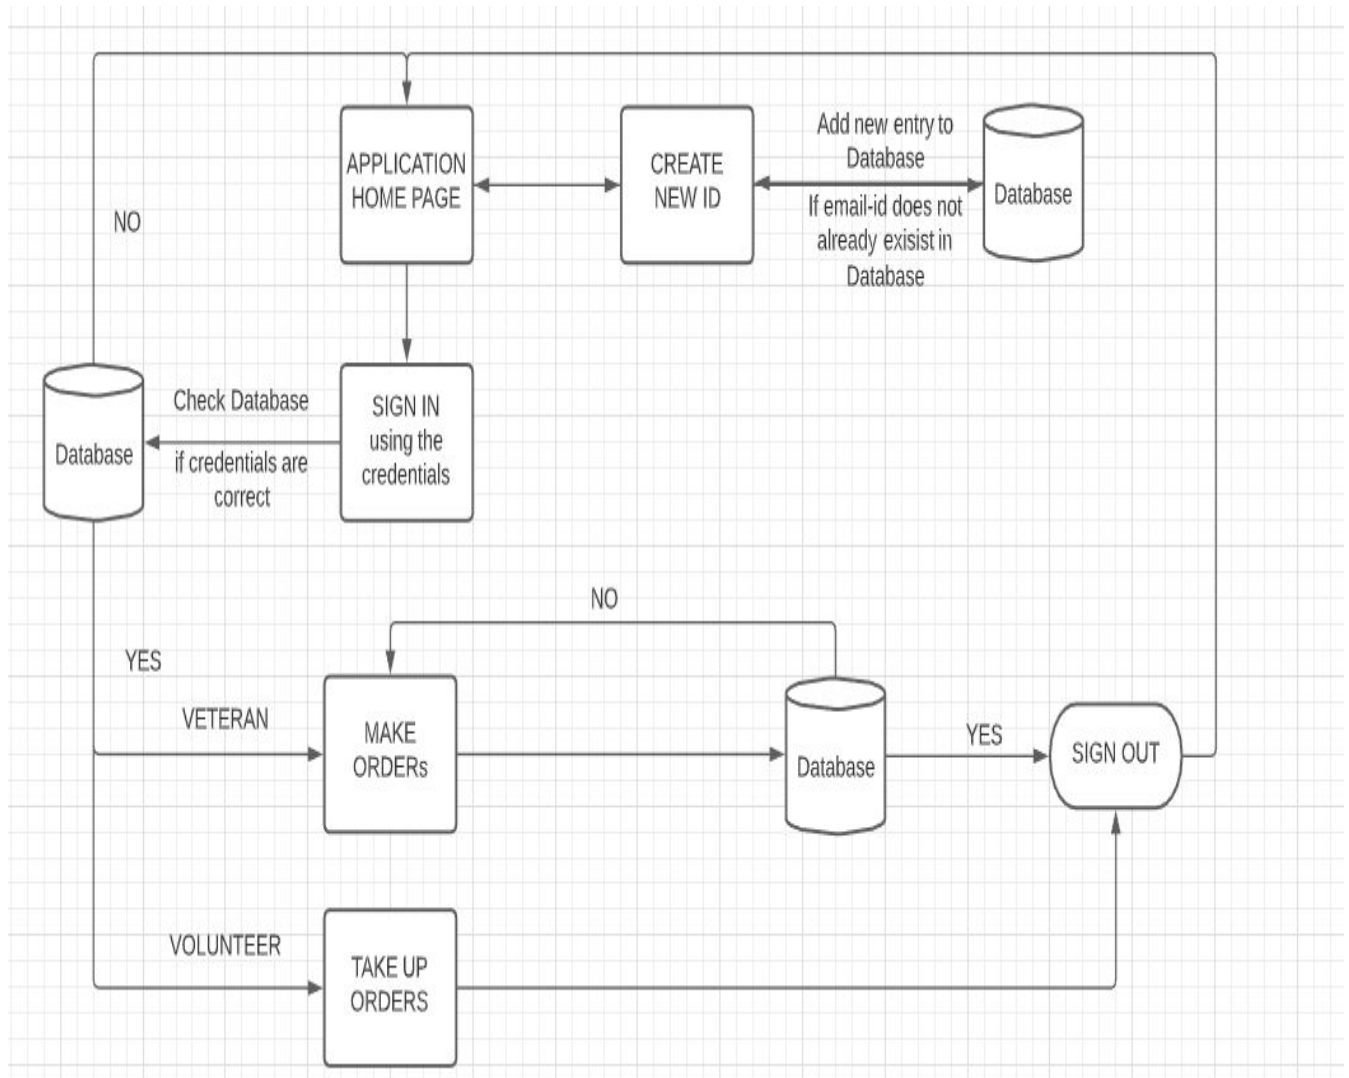 APPLICATION
HOME PAGE
CREATE
NEW ID
Add new entry to
Database
If email-id does not
already exisist in
Database
Database
NO
Database
Check Database
if credentials are
correct
SIGN IN
using the
credentials
NO
YES
VETERAN
MAKE
ORDERs
Database
YES
SIGN OUT
VOLUNTEER
TAKE UP
ORDERS